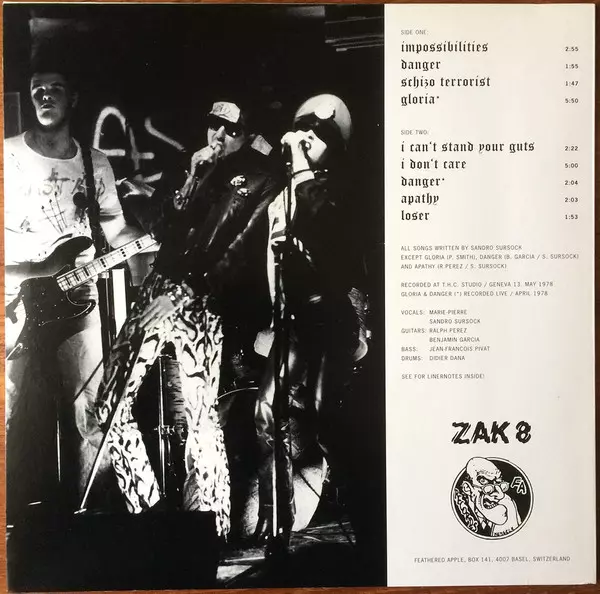 SIDE ONE:
impossibilities 2:55
danger 1:55
schizo terrorist 1:47
gloria* 5:50
SIDE TWO:
i can't stand your guts 2:22
i don't care 5:00
danger* 2:04
apathy 2:03
loser 1:53
ALL SONGS WRITTEN BY SANDRO SURSOCK
EXCEPT GLORIA (P. SMITH), DANGER (B. GARCIA / S. SURSOCK)
AND APATHY (R PEREZ / S. SURSOCK)
RECORDED AT T.H.C. STUDIO / GENEVA 13. MAY 1978
GLORIA & DANGER (*) RECORDED LIVE / APRIL 1978
VOCALS: MARIE-PIERRE
SANDRO SURSOCK
GUITARS: RALPH PEREZ
BENJAMIN GARCIA
BASS: JEAN FRANCOIS PIVAT
DRUMS: DIDIER DANA
SEE FOR LINERNOTES INSIDE!
ZAK 8
FA
FEATHERED APPLE, BOX 141, 4007 BASEL, SWITZERLAND